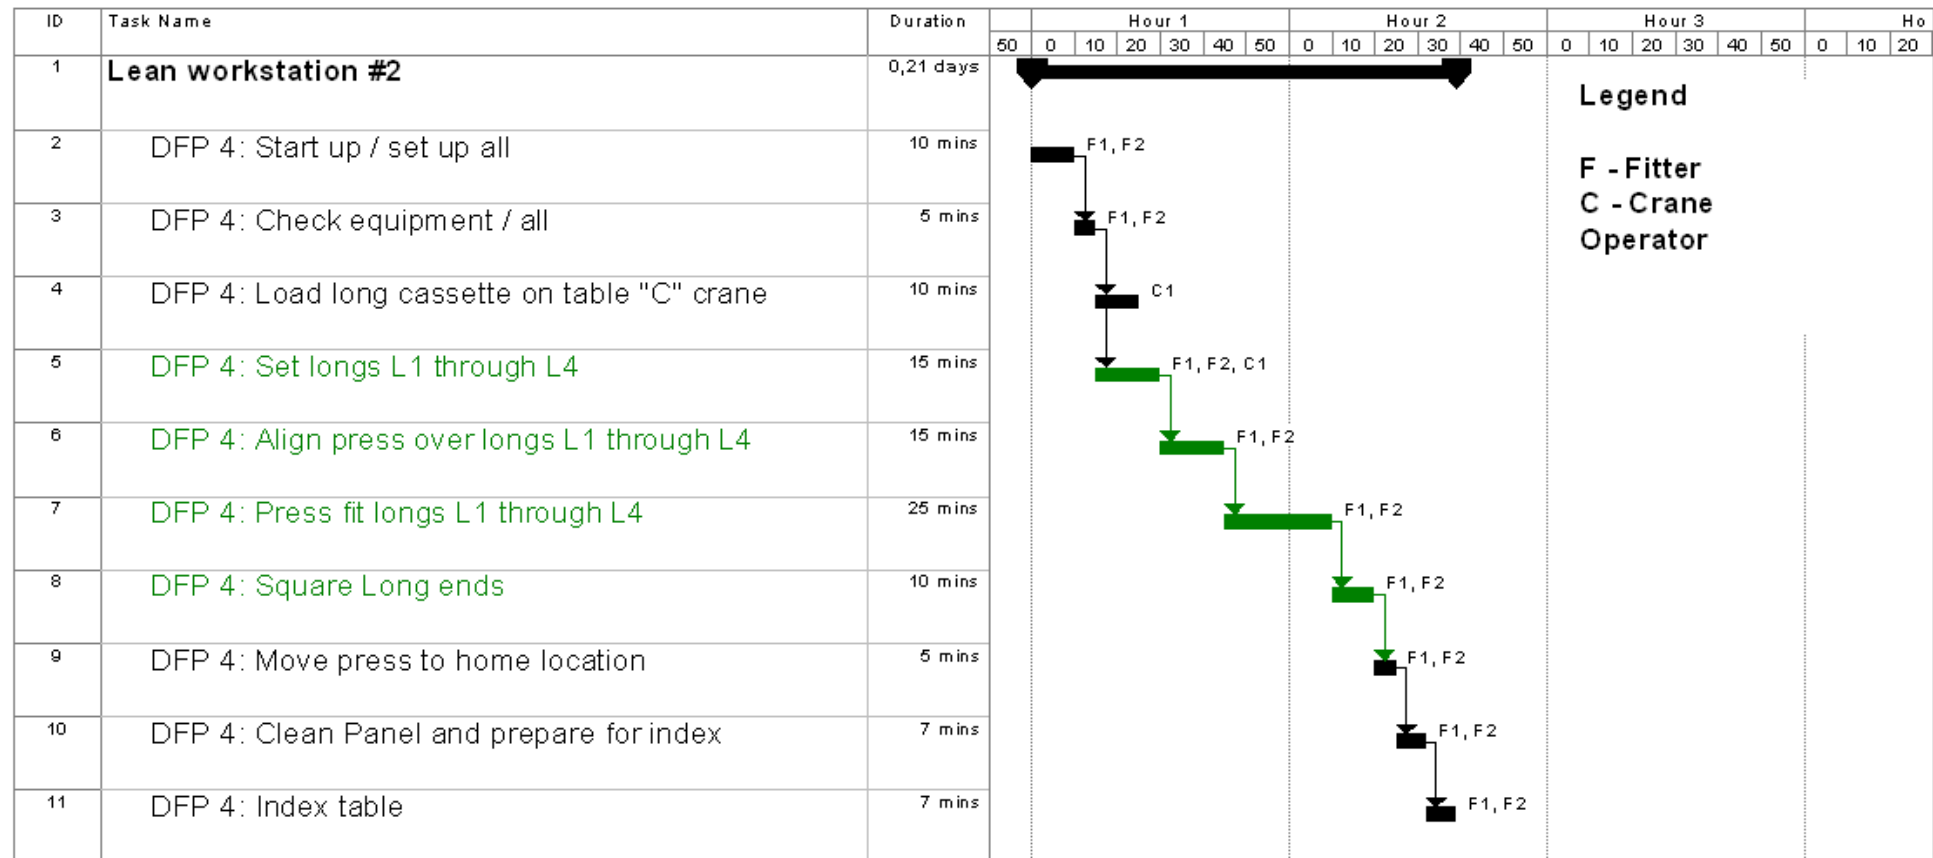 ID Task Name Duration Hour 1 Hour 2 Hour 3 Ho
50 0 10 20 30 40 50 0 10 20 30 40 50 0 10 20 30 40 50 0 10 20
1 Lean workstation #2 0,21 days
Legend
2 DFP 4: Start up / set up all 10 mins F1, F2
F - Fitter
C - Crane
Operator
3 DFP 4: Check equipment / all 5 mins F1, F2
4 DFP 4: Load long cassette on table "C" crane 10 mins C1
5 DFP 4: Set longs L1 through L4 15 mins F1, F2, C1
6 DFP 4: Align press over longs L1 through L4 15 mins F1, F2
7 DFP 4: Press fit longs L1 through L4 25 mins F1, F2
8 DFP 4: Square Long ends 10 mins F1, F2
9 DFP 4: Move press to home location 5 mins F1, F2
10 DFP 4: Clean Panel and prepare for index 7 mins F1, F2
11 DFP 4: Index table 7 mins F1, F2